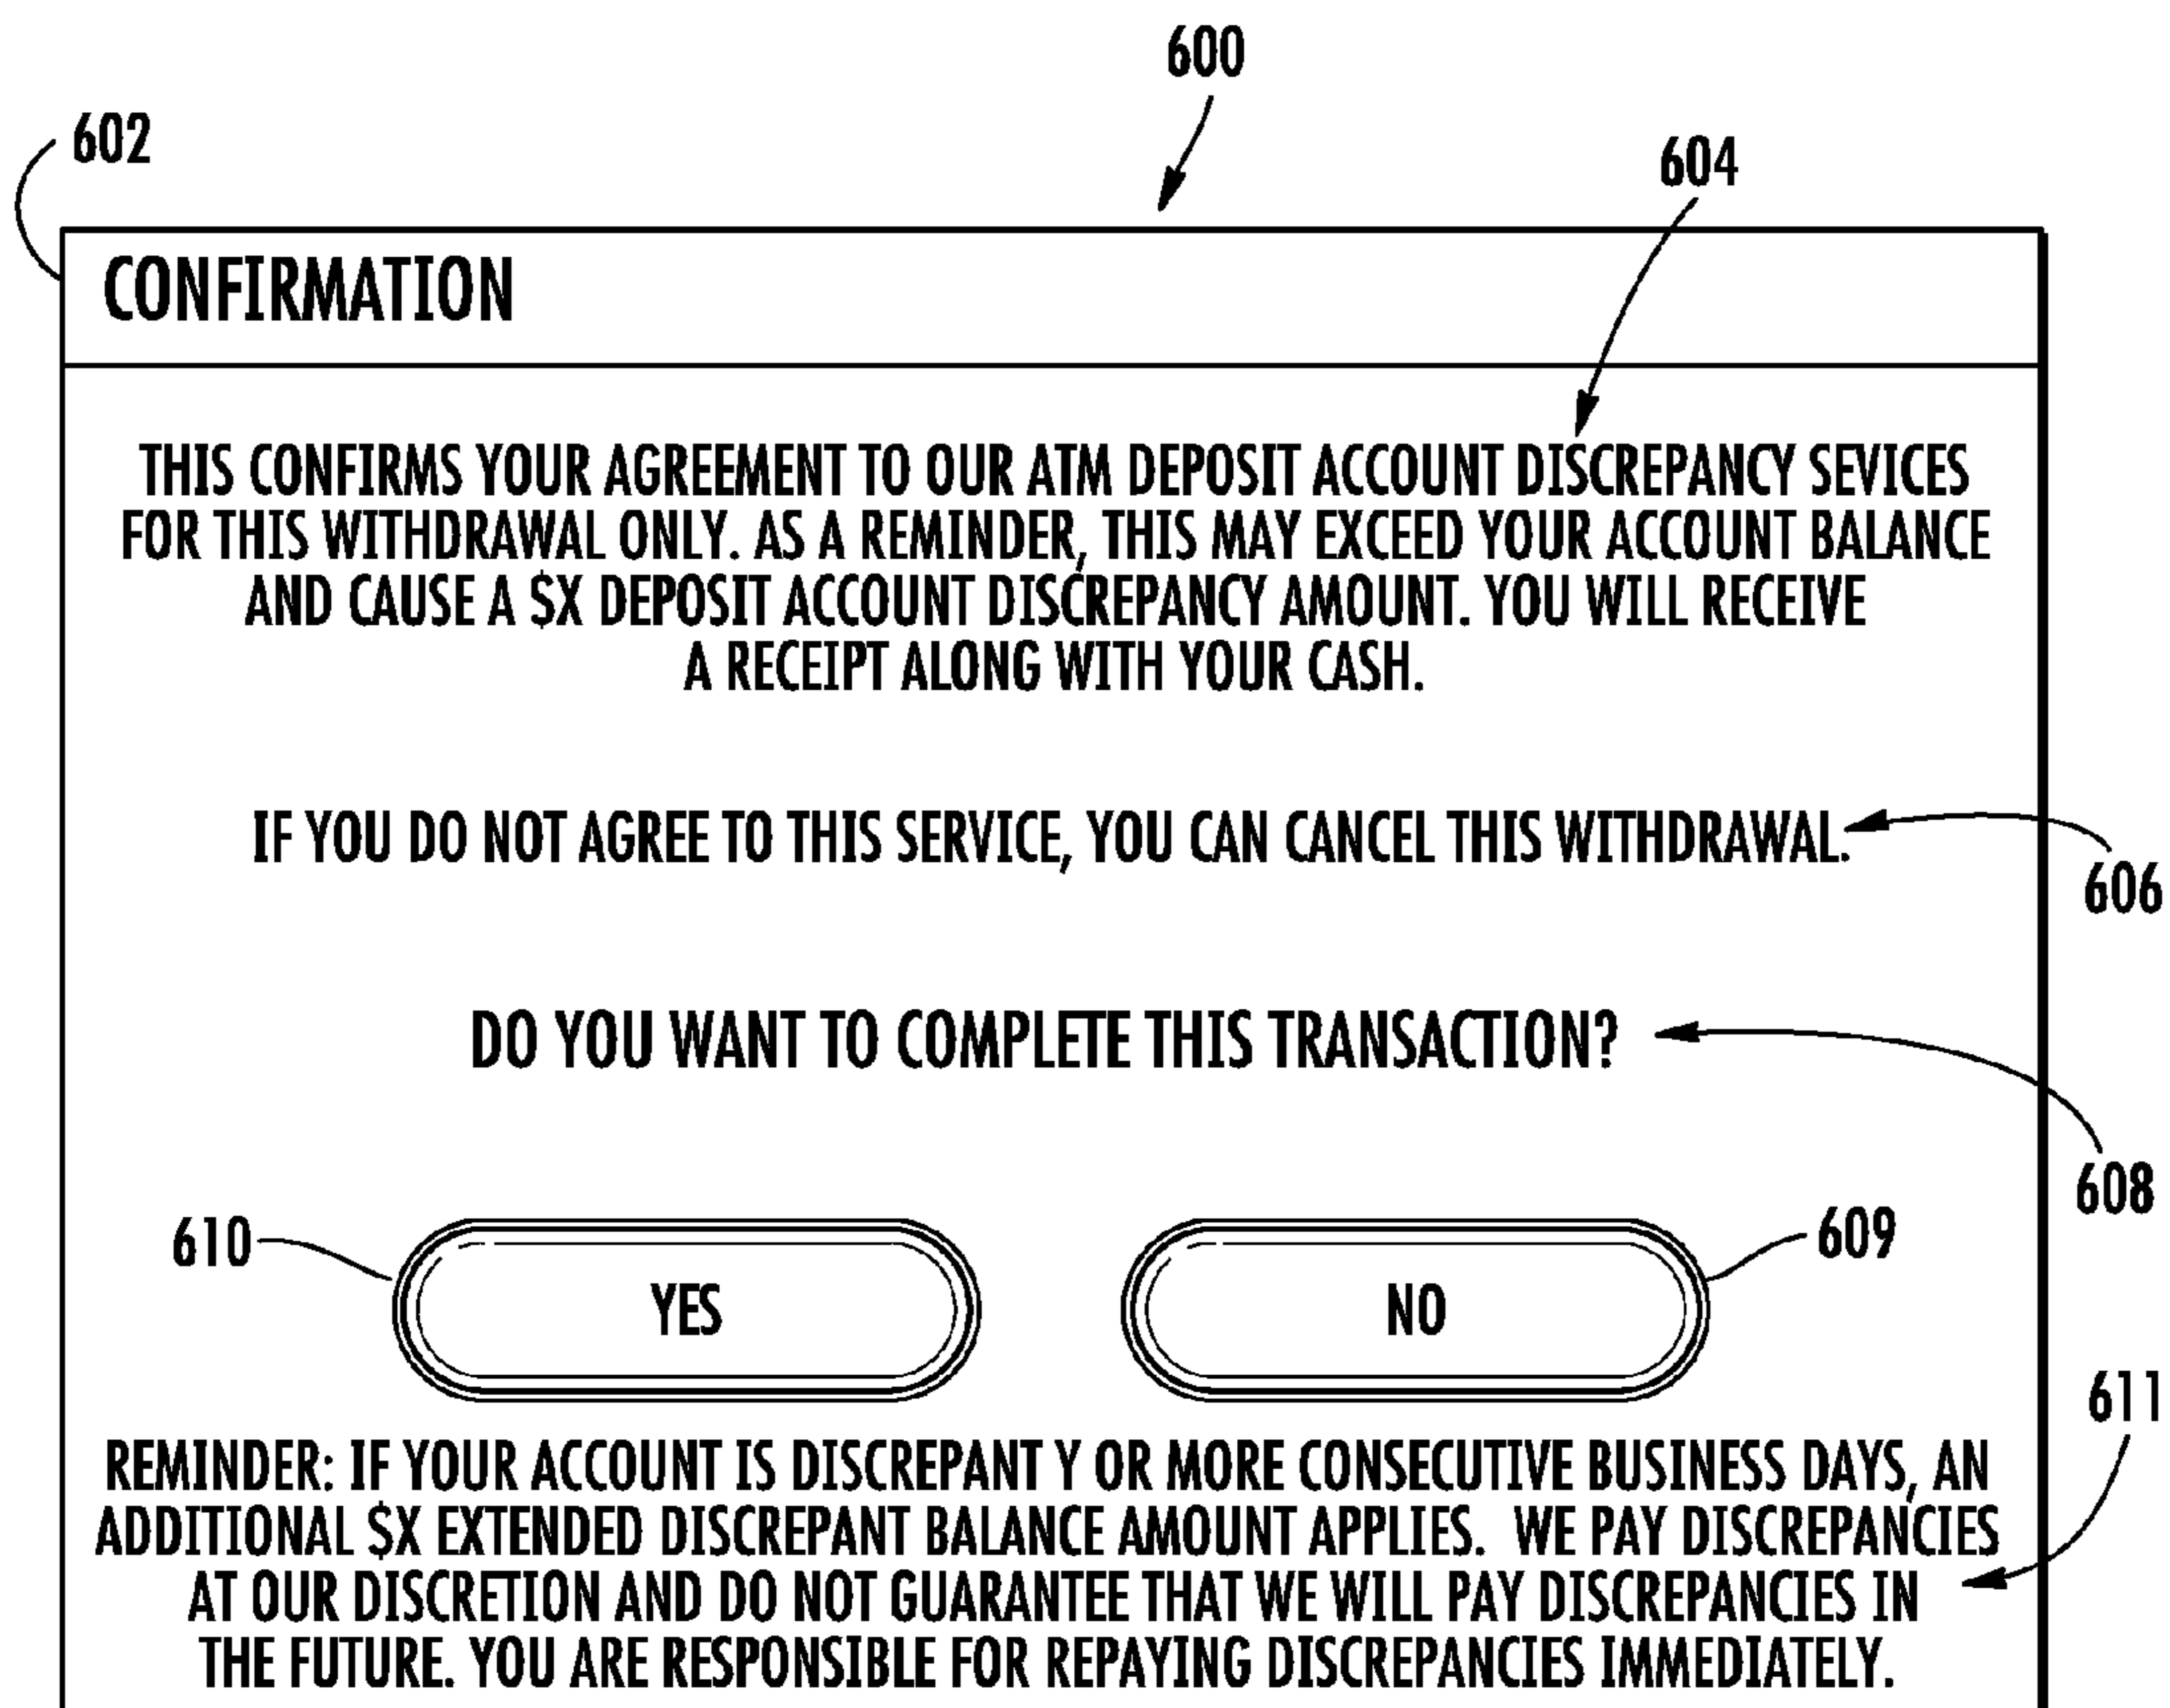 600
602
604
CONFIRMATION
THIS CONFIRMS YOUR AGREEMENT TO OUR ATM DEPOSIT ACCOUNT DISCREPANCY SEVICES
FOR THIS WITHDRAWAL ONLY. AS A REMINDER, THIS MAY EXCEED YOUR ACCOUNT BALANCE
AND CAUSE A $X DEPOSIT ACCOUNT DISCREPANCY AMOUNT. YOU WILL RECEIVE
A RECEIPT ALONG WITH YOUR CASH.
IF YOU DO NOT AGREE TO THIS SERVICE, YOU CAN CANCEL THIS WITHDRAWAL.
606
DO YOU WANT TO COMPLETE THIS TRANSACTION?
608
610
609
YES
NO
611
REMINDER: IF YOUR ACCOUNT IS DISCREPANT Y OR MORE CONSECUTIVE BUSINESS DAYS, AN
ADDITIONAL $X EXTENDED DISCREPANT BALANCE AMOUNT APPLIES. WE PAY DISCREPANCIES
AT OUR DISCRETION AND DO NOT GUARANTEE THAT WE WILL PAY DISCREPANCIES IN
THE FUTURE. YOU ARE RESPONSIBLE FOR REPAYING DISCREPANCIES IMMEDIATELY.